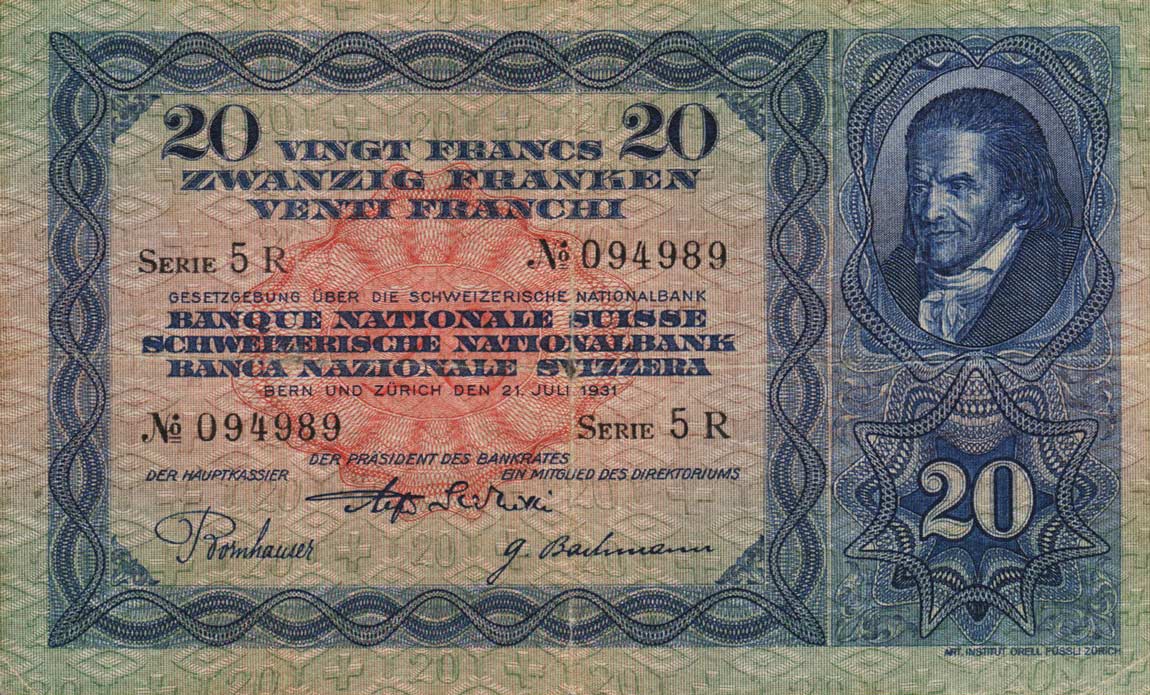 20 VINGT FRANCS 20
ZWANZIG FRANKEN
VENTI FRANCHI
SERIE 5 R № 094989
GESETZGEBUNG ÜBER DIE SCHWEIZERISCHE NATIONALBANK
BANQUE NATIONALE SUISSE
SCHWEIZERISCHE NATIONALBANK
BANCA NAZIONALE SVIZZERA
BERN UND ZÜRICH DEN 21. JULI 1931
№ 094989 SERIE 5 R
DER PRÄSIDENT DES BANKRATES
DER HAUPTKASSIER EIN MITGLIED DES DIREKTORIUMS
Bornhauser G. Bachmann
20
ART. INSTITUT ORELL FÜSSLI ZÜRICH